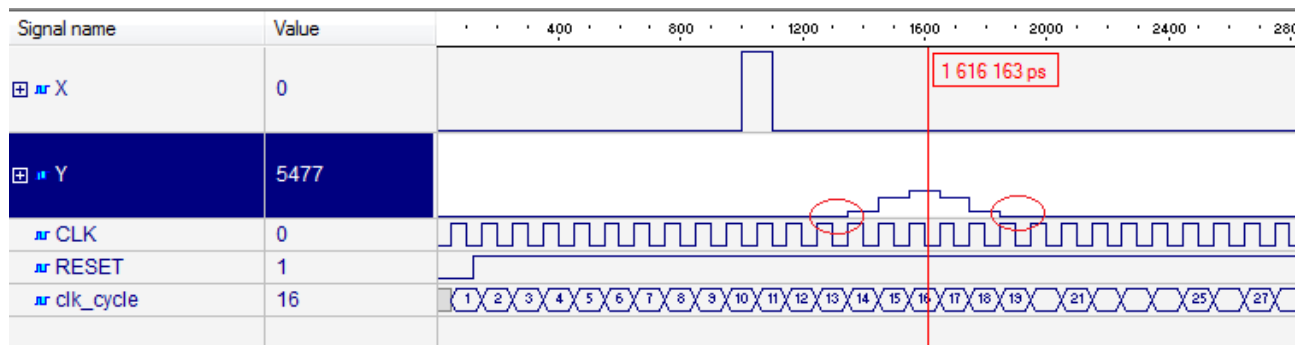 Signal name Value 400 800 1200 1600 2000 2400 280
X 0 1 616 163 ps
Y 5477
CLK 0
RESET 1
clk_cycle 16 1 2 3 4 5 6 7 8 9 10 11 12 13 14 15 16 17 18 19 21 25 27